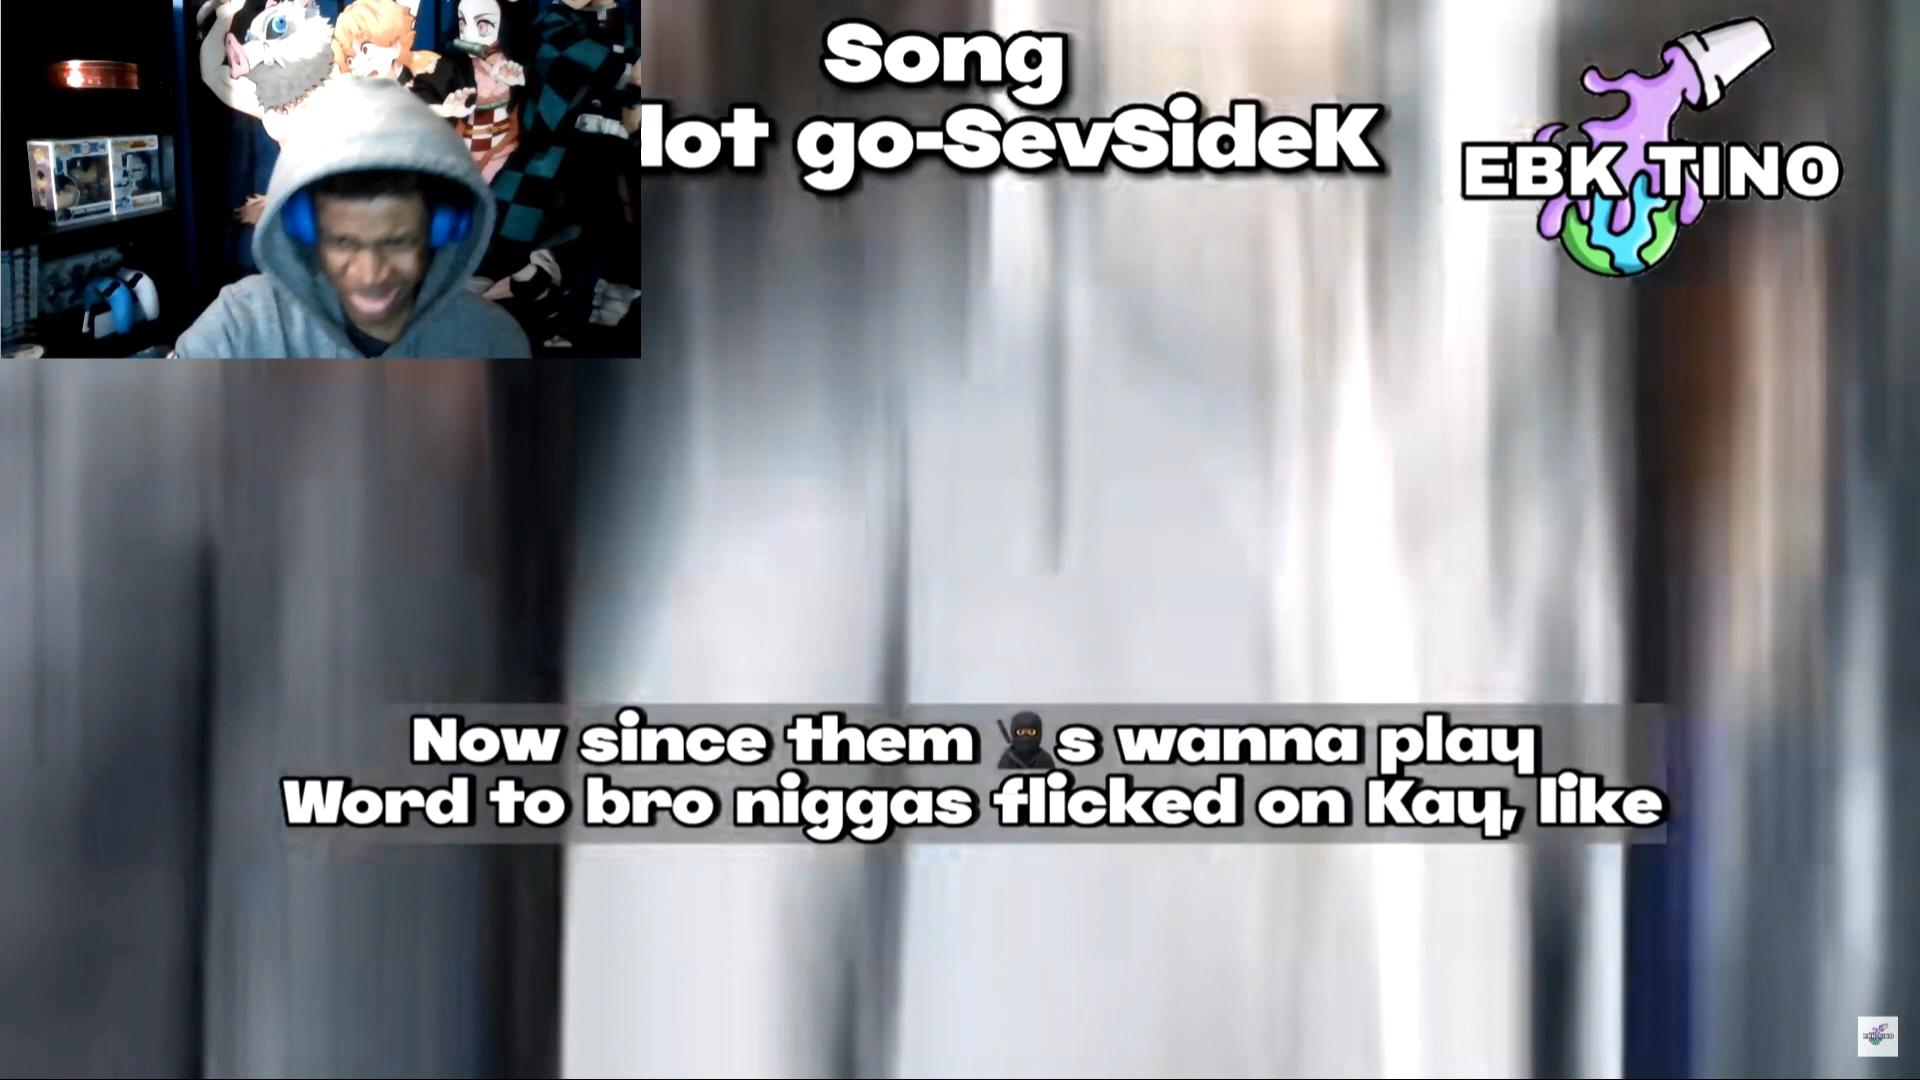 Song
lot go-SevSideK
EBK TINO
Now since them 🥷s wanna play
Word to bro niggas flicked on Kay, like